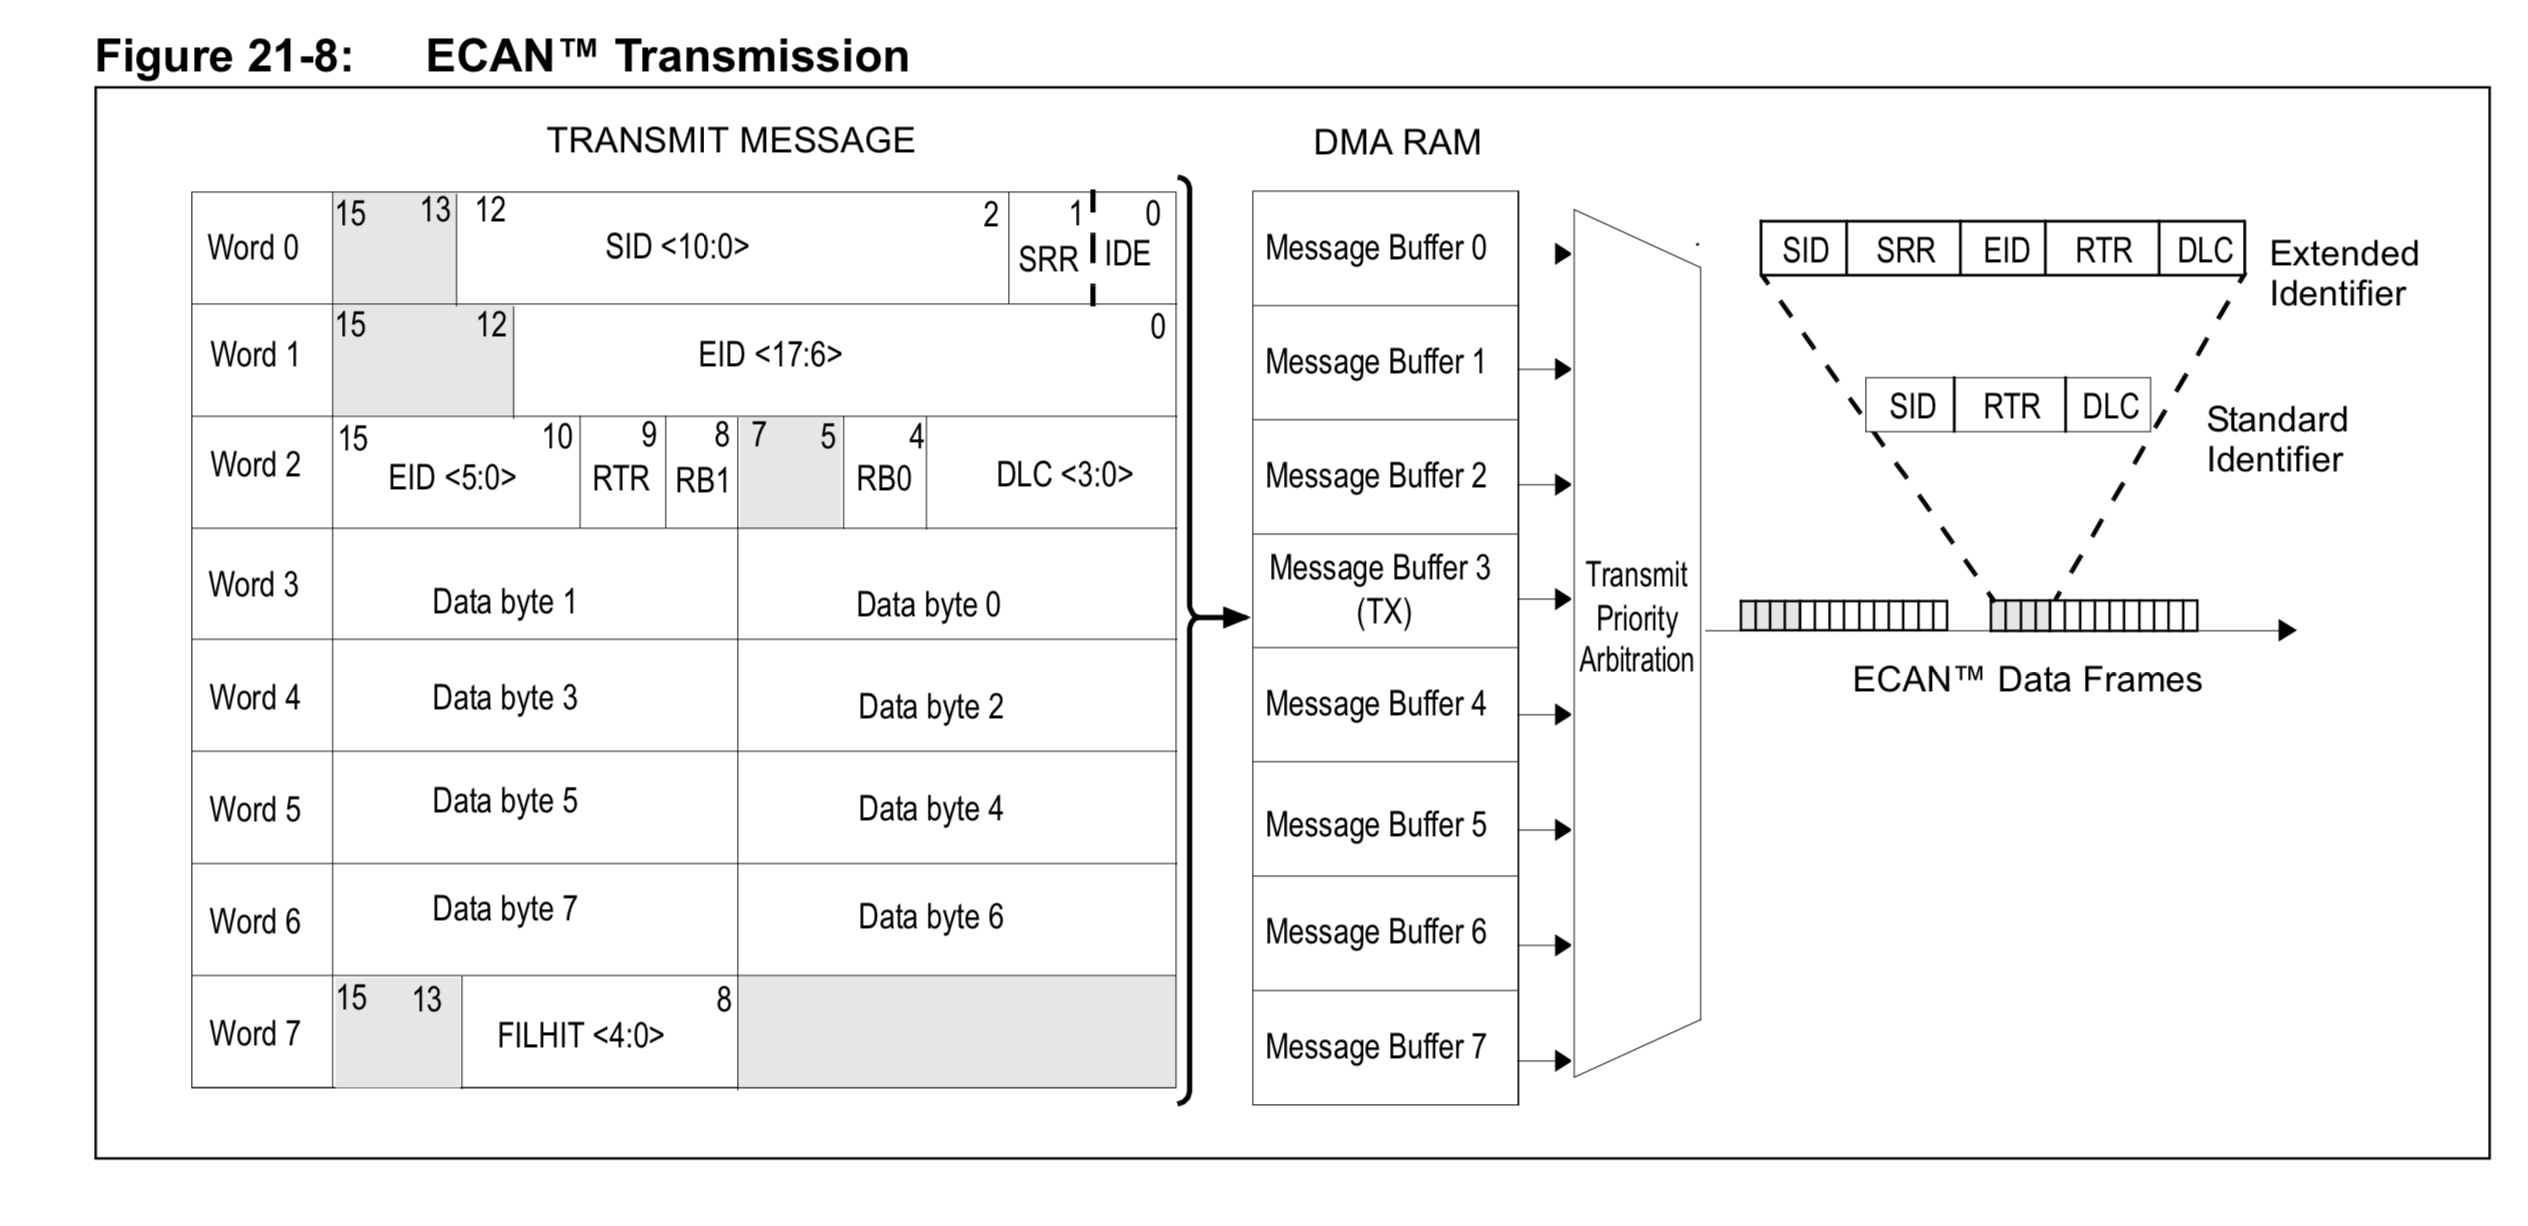 Figure 21-8: ECAN™ Transmission
TRANSMIT MESSAGE
Word 0
15 13 12 2 1 0
SID <10:0>
SRR IDE
Word 1
15 12 0
EID <17:6>
Word 2
15 10 9 8 7 5 4
EID <5:0> RTR RB1 RB0 DLC <3:0>
Word 3
Data byte 1 Data byte 0
Word 4
Data byte 3 Data byte 2
Word 5
Data byte 5 Data byte 4
Word 6
Data byte 7 Data byte 6
Word 7
15 13 8
FILHIT <4:0>
DMA RAM
Message Buffer 0
Message Buffer 1
Message Buffer 2
Message Buffer 3
(TX)
Message Buffer 4
Message Buffer 5
Message Buffer 6
Message Buffer 7
Transmit
Priority
Arbitration
SID SRR EID RTR DLC
Extended
Identifier
SID RTR DLC
Standard
Identifier
ECAN™ Data Frames